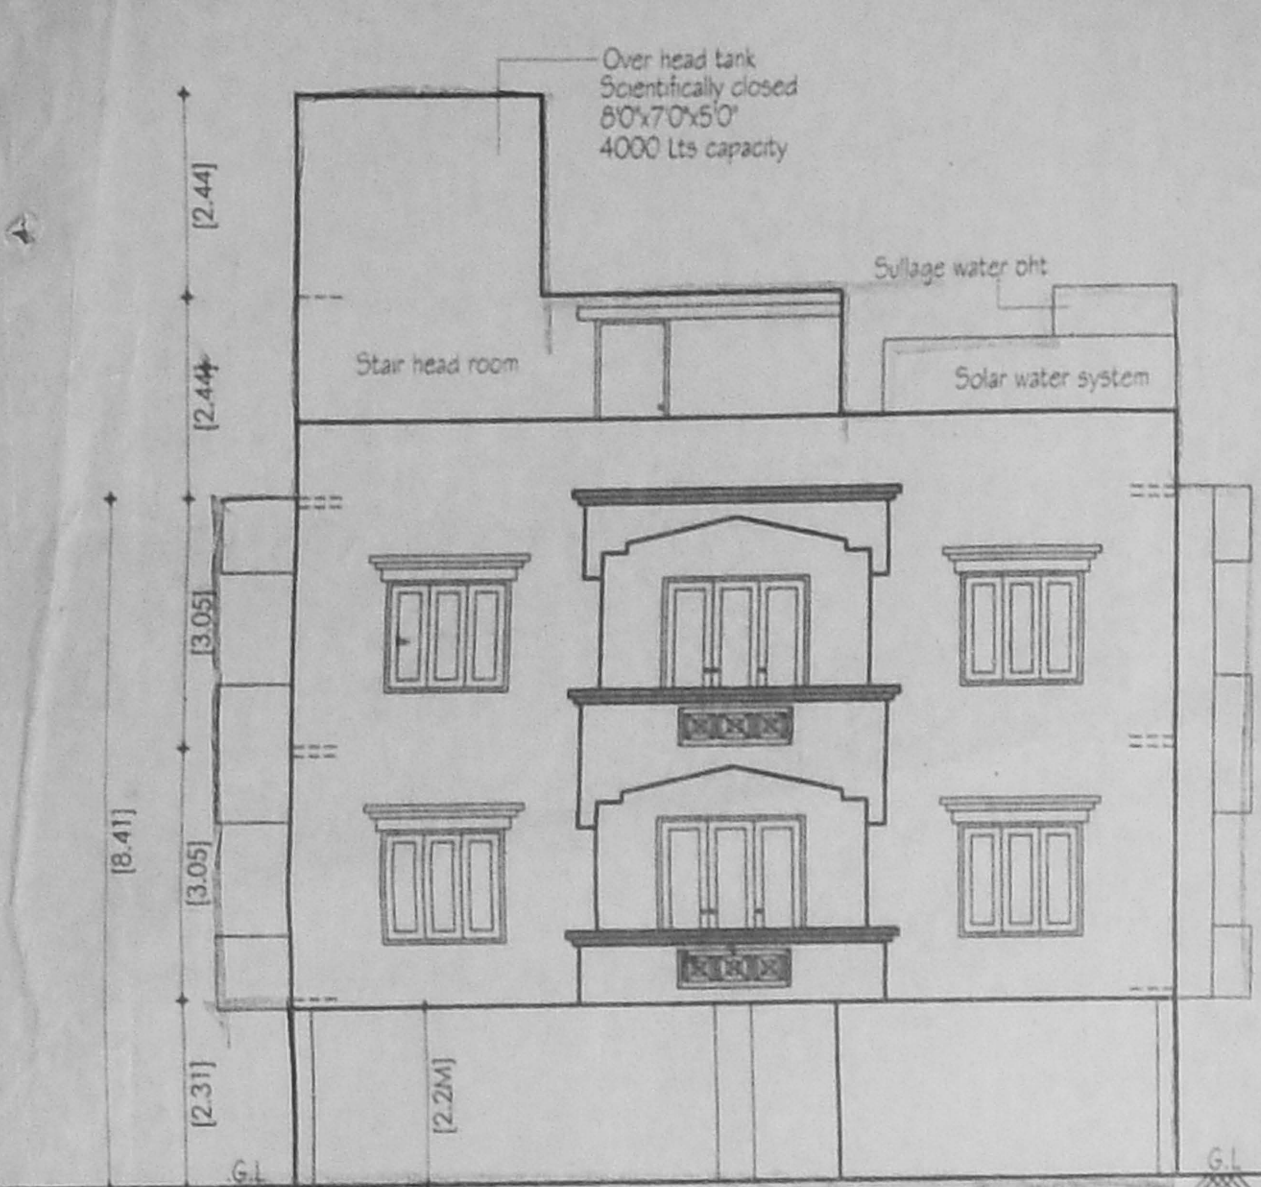 Over head tank
Scientifically closed
8'0"x7'0"x5'0"
4000 Lts capacity
[2.44]
Sullage water oht
Stair head room
Solar water system
[2.44]
[3.05]
[8.41]
[3.05]
[2.31]
[2.2M]
G.L
G.L